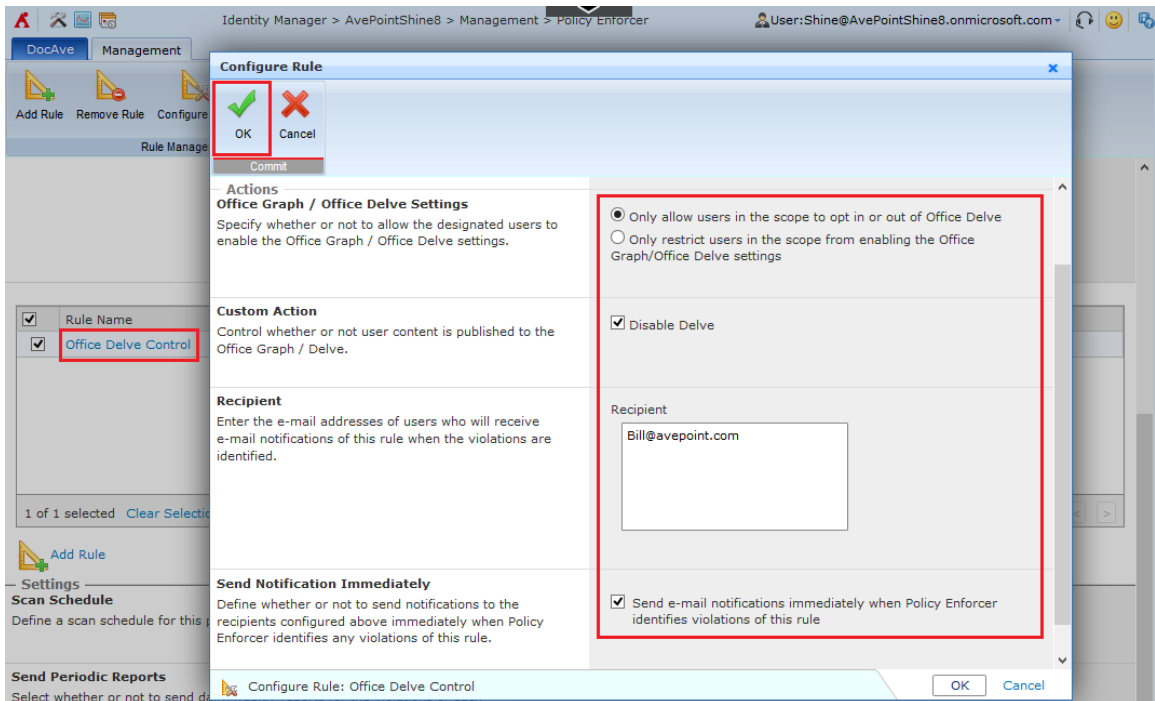 Identity Manager > AvePointShine8 > Management > Policy Enforcer
User:Shine@AvePointShine8.onmicrosoft.com
DocAve
Management
Add Rule
Remove Rule
Configure
Rule Manage
Configure Rule
OK
Cancel
Commit
Actions
Office Graph / Office Delve Settings
Specify whether or not to allow the designated users to
enable the Office Graph / Office Delve settings.
Only allow users in the scope to opt in or out of Office Delve
Only restrict users in the scope from enabling the Office
Graph/Office Delve settings
Custom Action
Control whether or not user content is published to the
Office Graph / Delve.
Disable Delve
Recipient
Enter the e-mail addresses of users who will receive
e-mail notifications of this rule when the violations are
identified.
Recipient
Bill@avepoint.com
Send Notification Immediately
Define whether or not to send notifications to the
recipients configured above immediately when Policy
Enforcer identifies any violations of this rule.
Send e-mail notifications immediately when Policy Enforcer
identifies violations of this rule
Configure Rule: Office Delve Control
OK
Cancel
Rule Name
Office Delve Control
1 of 1 selected
Clear Selectio
Add Rule
Settings
Scan Schedule
Define a scan schedule for this
Send Periodic Reports
Select whether or not to send da